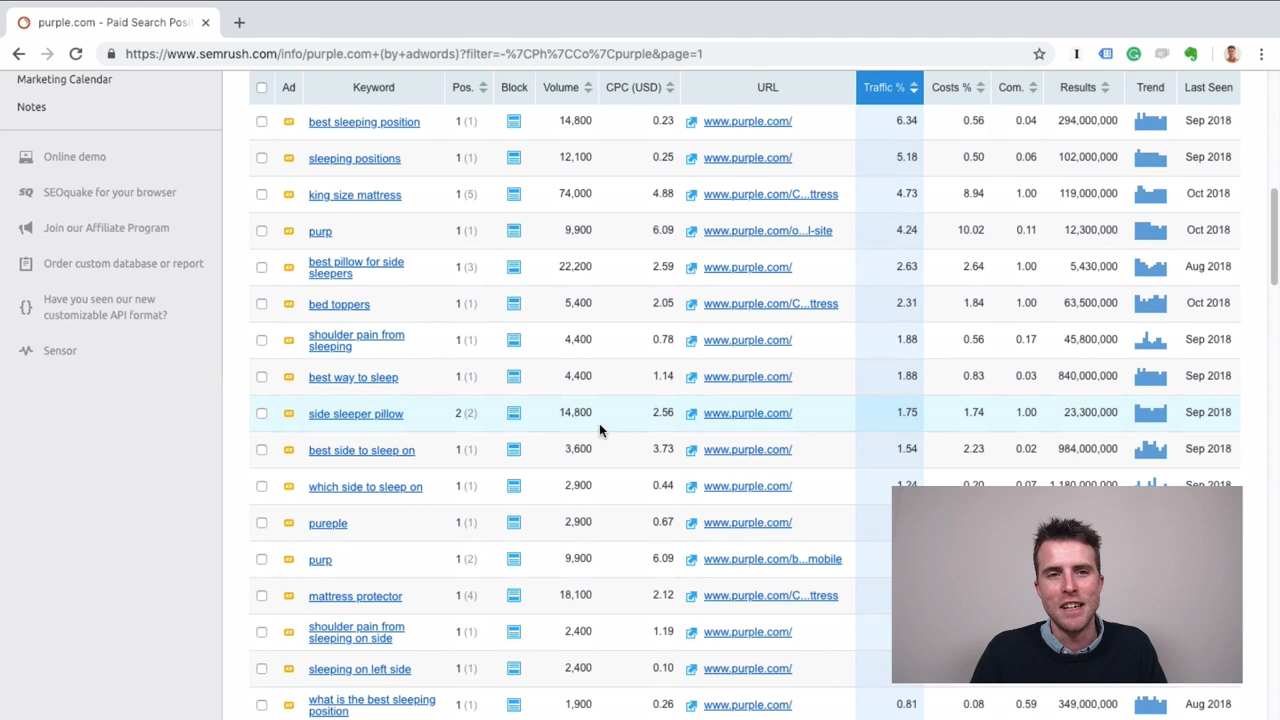 purple.com - Paid Search Posit
https://www.semrush.com/info/purple.com+(by+adwords)?filter=-%7CPh%7CCo%7Cpurple&page=1
Marketing Calendar
Notes
Online demo
SEOquake for your browser
Join our Affiliate Program
Order custom database or report
Have you seen our new
customizable API format?
Sensor
Ad Keyword Pos. Block Volume CPC (USD) URL Traffic % Costs % Com. Results Trend Last Seen
best sleeping position 1 (1) 14,800 0.23 www.purple.com/ 6.34 0.56 0.04 294,000,000 Sep 2018
sleeping positions 1 (1) 12,100 0.25 www.purple.com/ 5.18 0.50 0.06 102,000,000 Sep 2018
king size mattress 1 (5) 74,000 4.88 www.purple.com/C...ttress 4.73 8.94 1.00 119,000,000 Oct 2018
purp 1 (1) 9,900 6.09 www.purple.com/o...l-site 4.24 10.02 0.11 12,300,000 Oct 2018
best pillow for side
sleepers 1 (3) 22,200 2.59 www.purple.com/ 2.63 2.64 1.00 5,430,000 Aug 2018
bed toppers 1 (1) 5,400 2.05 www.purple.com/C...ttress 2.31 1.84 1.00 63,500,000 Oct 2018
shoulder pain from
sleeping 1 (1) 4,400 0.78 www.purple.com/ 1.88 0.56 0.17 45,800,000 Sep 2018
best way to sleep 1 (1) 4,400 1.14 www.purple.com/ 1.88 0.83 0.03 840,000,000 Sep 2018
side sleeper pillow 2 (2) 14,800 2.56 www.purple.com/ 1.75 1.74 1.00 23,300,000 Sep 2018
best side to sleep on 1 (1) 3,600 3.73 www.purple.com/ 1.54 2.23 0.02 984,000,000 Sep 2018
which side to sleep on 1 (1) 2,900 0.44 www.purple.com/ 1.24 0.20 0.07 1,180,000,000 Sep 2018
pureple 1 (1) 2,900 0.67 www.purple.com/
purp 1 (2) 9,900 6.09 www.purple.com/b...mobile
mattress protector 1 (4) 18,100 2.12 www.purple.com/C...ttress
shoulder pain from
sleeping on side 1 (1) 2,400 1.19 www.purple.com/
sleeping on left side 1 (1) 2,400 0.10 www.purple.com/
what is the best sleeping
position 1 (1) 1,900 0.26 www.purple.com/ 0.81 0.08 0.59 349,000,000 Aug 2018